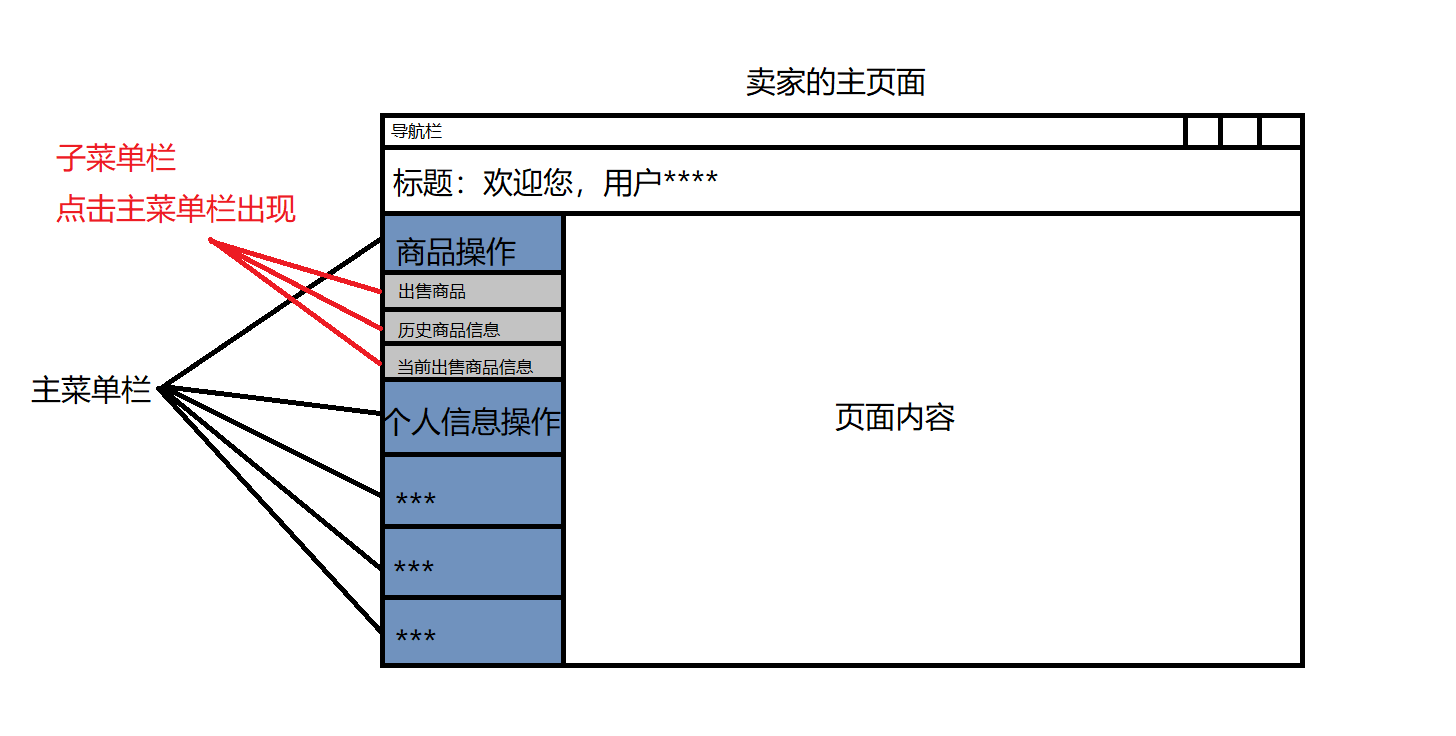 卖家的主页面
导航栏
子菜单栏
点击主菜单栏出现
标题：欢迎您，用户****
商品操作
出售商品
历史商品信息
当前出售商品信息
主菜单栏
个人信息操作
页面内容
***
***
***